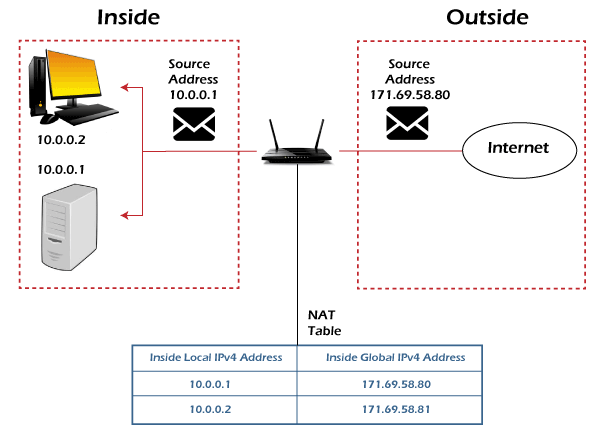 Inside
Outside
Source
Address
10.0.0.1
Source
Address
171.69.58.80
10.0.0.2
10.0.0.1
Internet
NAT
Table
Inside Local IPv4 Address
Inside Global IPv4 Address
10.0.0.1
171.69.58.80
10.0.0.2
171.69.58.81